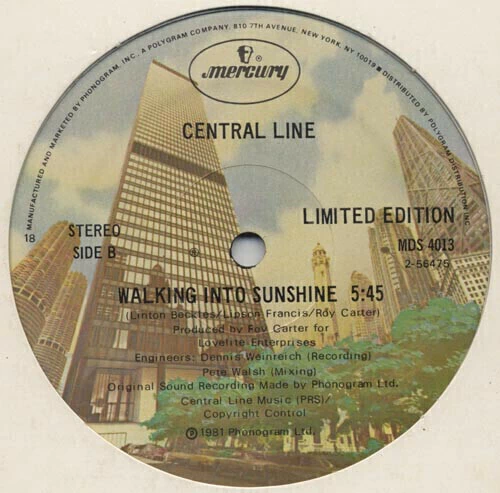 MANUFACTURED AND MARKETED BY PHONOGRAM, INC., A POLYGRAM COMPANY, 810 7TH AVENUE, NEW YORK, NY 10019 ■ DISTRIBUTED BY POLYGRAM DISTRIBUTION, INC.
mercury
CENTRAL LINE
LIMITED EDITION
18
STEREO
SIDE B
®
MDS 4013
2-56475
WALKING INTO SUNSHINE 5:45
(Linton Beckles/Lipson Francis/Roy Carter)
Produced by Roy Carter for
Lovelite Enterprises
Engineers: Dennis Weinreich (Recording)
Pete Walsh (Mixing)
Original Sound Recording Made by Phonogram Ltd.
Central Line Music (PRS)/
Copyright Control
℗ 1981 Phonogram Ltd.